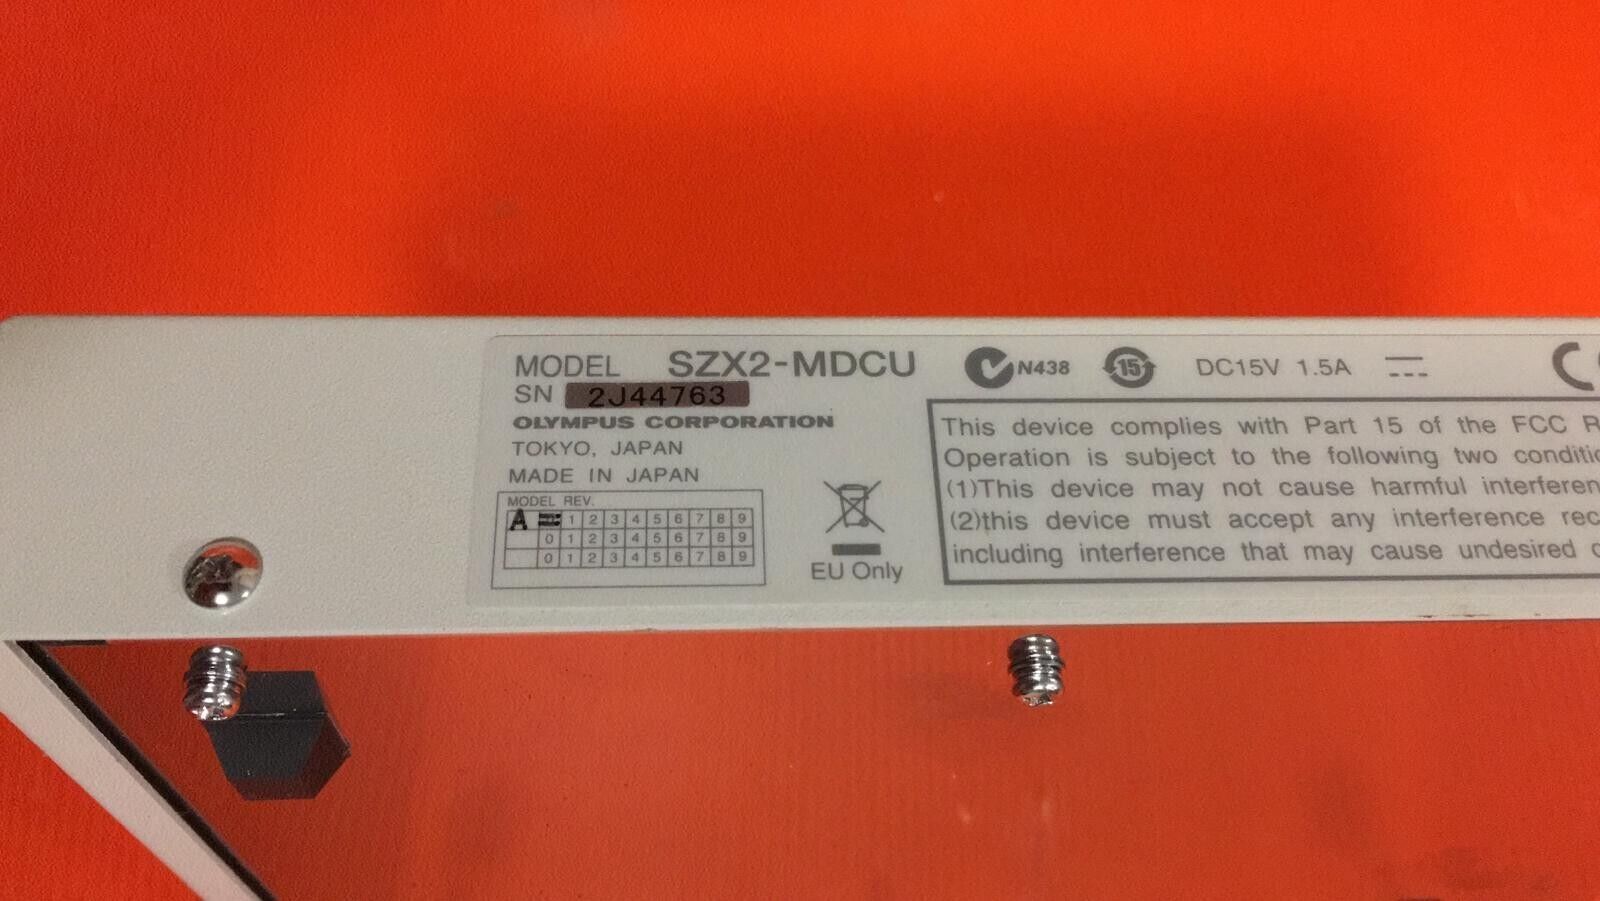 MODEL SZX2-MDCU N438 15 DC15V 1.5A
SN 2J44763
OLYMPUS CORPORATION
TOKYO, JAPAN
MADE IN JAPAN
MODEL REV.
A 1 2 3 4 5 6 7 8 9
0 1 2 3 4 5 6 7 8 9
0 1 2 3 4 5 6 7 8 9
EU Only
This device complies with Part 15 of the FCC
Operation is subject to the following two
(1)This device may not cause harmful
(2)this device must accept any interference
including interference that may cause undesired